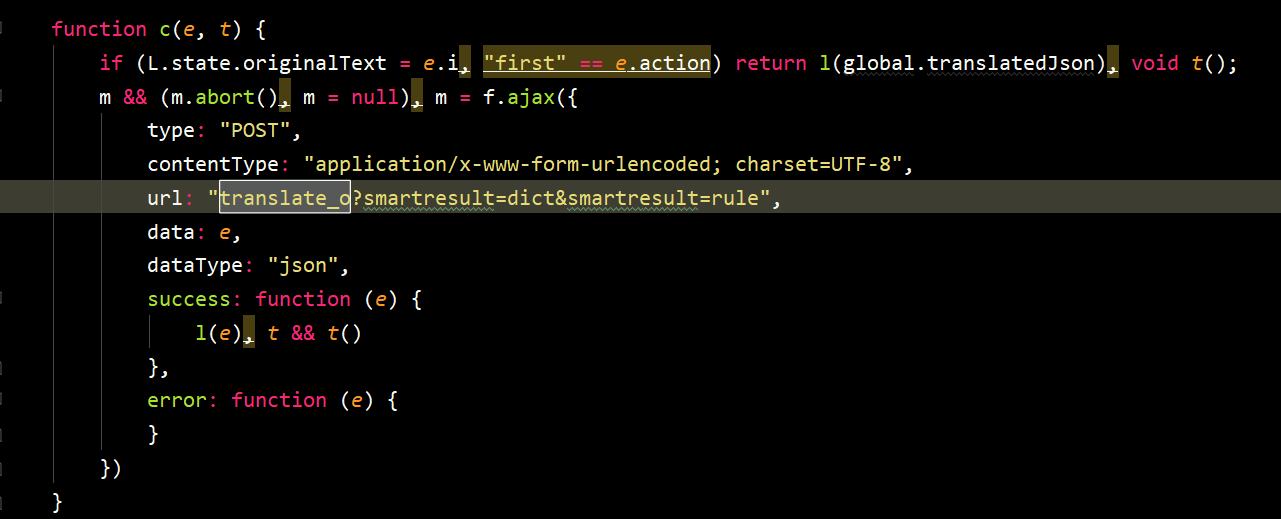 function c(e, t) {
if (L.state.originalText = e.i, "first" == e.action) return l(global.translatedJson), void t();
m && (m.abort(), m = null), m = f.ajax({
type: "POST",
contentType: "application/x-www-form-urlencoded; charset=UTF-8",
url: "translate_o?smartresult=dict&smartresult=rule",
data: e,
dataType: "json",
success: function (e) {
l(e), t && t()
},
error: function (e) {
}
})
}